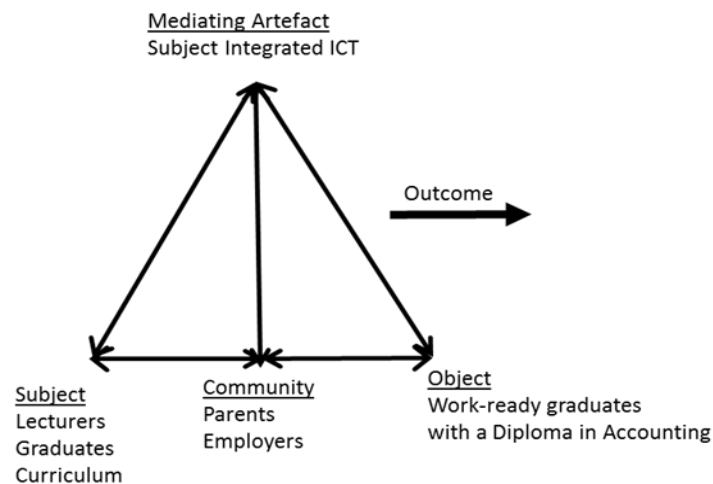 Mediating Artefact
Subject Integrated ICT
Outcome
Subject
Lecturers
Graduates
Curriculum
Community
Parents
Employers
Object
Work-ready graduates
with a Diploma in Accounting